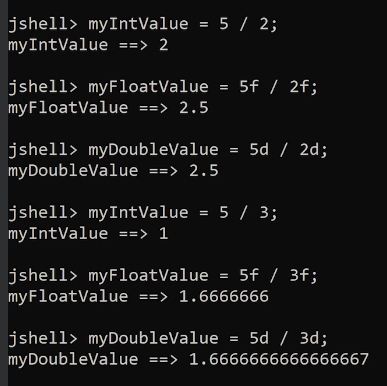 jshell> myIntValue = 5 / 2;
myIntValue ==> 2
jshell> myFloatValue = 5f / 2f;
myFloatValue ==> 2.5
jshell> myDoubleValue = 5d / 2d;
myDoubleValue ==> 2.5
jshell> myIntValue = 5 / 3;
myIntValue ==> 1
jshell> myFloatValue = 5f / 3f;
myFloatValue ==> 1.6666666
jshell> myDoubleValue = 5d / 3d;
myDoubleValue ==> 1.6666666666666667